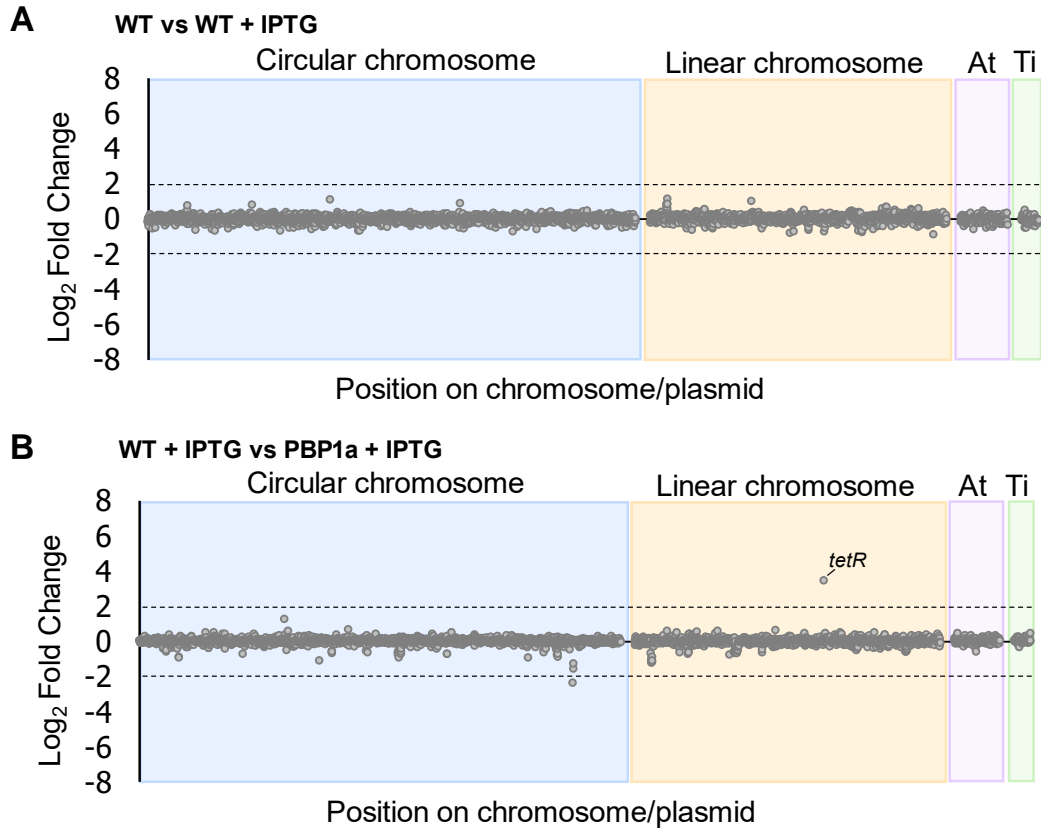 A
WT vs WT + IPTG
Circular chromosome
Linear chromosome
At
Ti
8
6
4
2
0
-2
-4
-6
-8
Log2 Fold Change
Position on chromosome/plasmid
B
WT + IPTG vs PBP1a + IPTG
Circular chromosome
Linear chromosome
At
Ti
8
6
4
2
0
-2
-4
-6
-8
Log2 Fold Change
tetR
Position on chromosome/plasmid